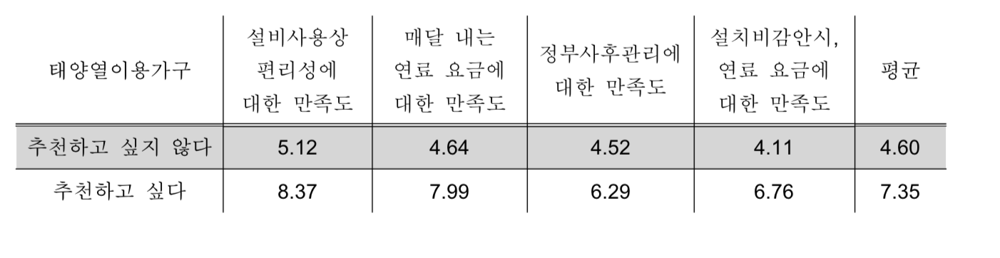 태양열이용가구
설비사용상
편리성에
대한 만족도
매달 내는
연료 요금에
대한 만족도
정부사후관리에
대한 만족도
설치비감안시,
연료 요금에
대한 만족도
평균
추천하고 싶지 않다 5.12 4.64 4.52 4.11 4.60
추천하고 싶다 8.37 7.99 6.29 6.76 7.35